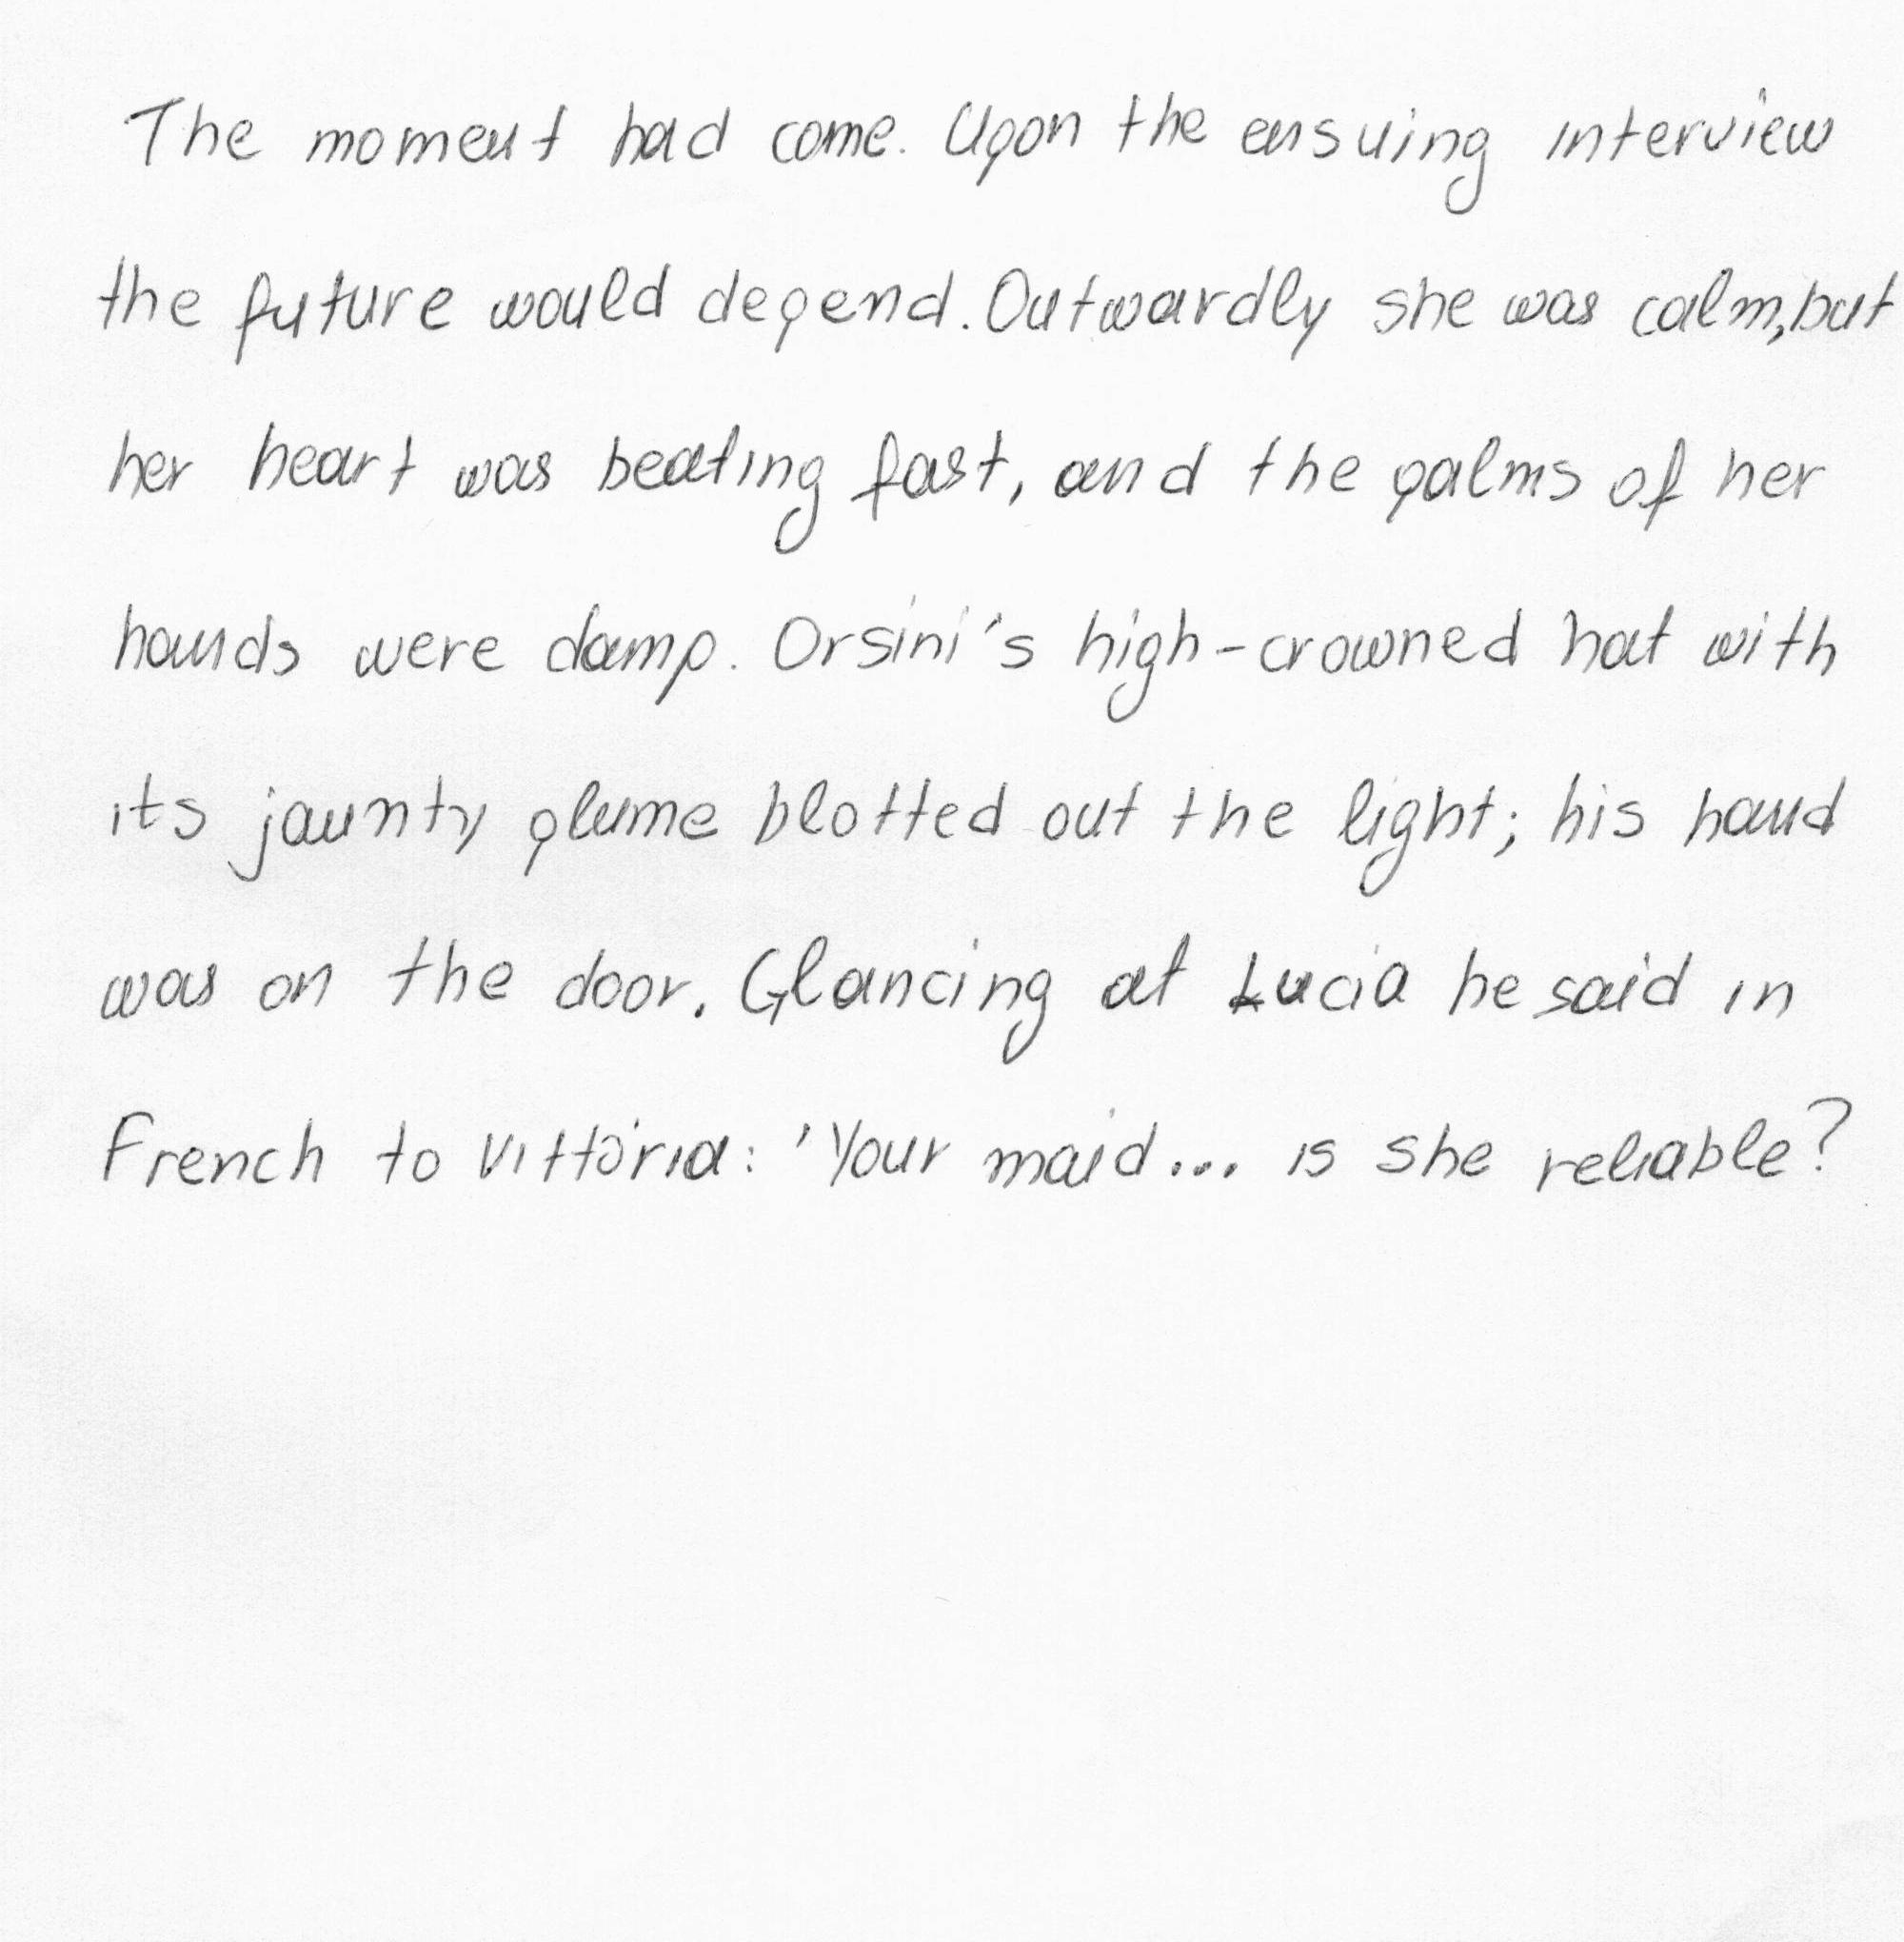 The moment had come. Upon the ensuing interview
the future would depend. Outwardly she was calm, but
her heart was beating fast, and the palms of her
hands were damp. Orsini's high-crowned hat with
its jaunty plume blotted out the light; his hand
was on the door. Glancing at Lucia he said in
French to Vittoria: 'Your maid... is she reliable?